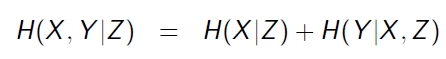 H(X, Y|Z) = H(X|Z) + H(Y|X, Z)